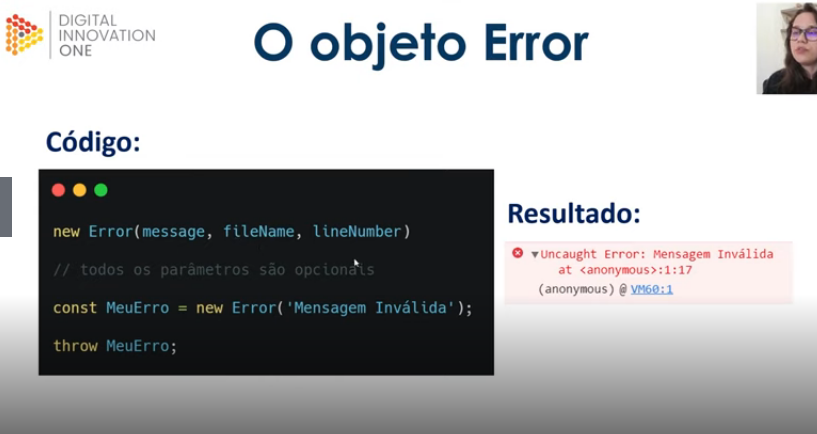 DIGITAL
INNOVATION
ONE
O objeto Error
Código:
new Error(message, fileName, lineNumber)
// todos os parâmetros são opcionais
const MeuErro = new Error('Mensagem Inválida');
throw MeuErro;
Resultado:
Uncaught Error: Mensagem Inválida
at <anonymous>:1:17
(anonymous) @ VM60:1